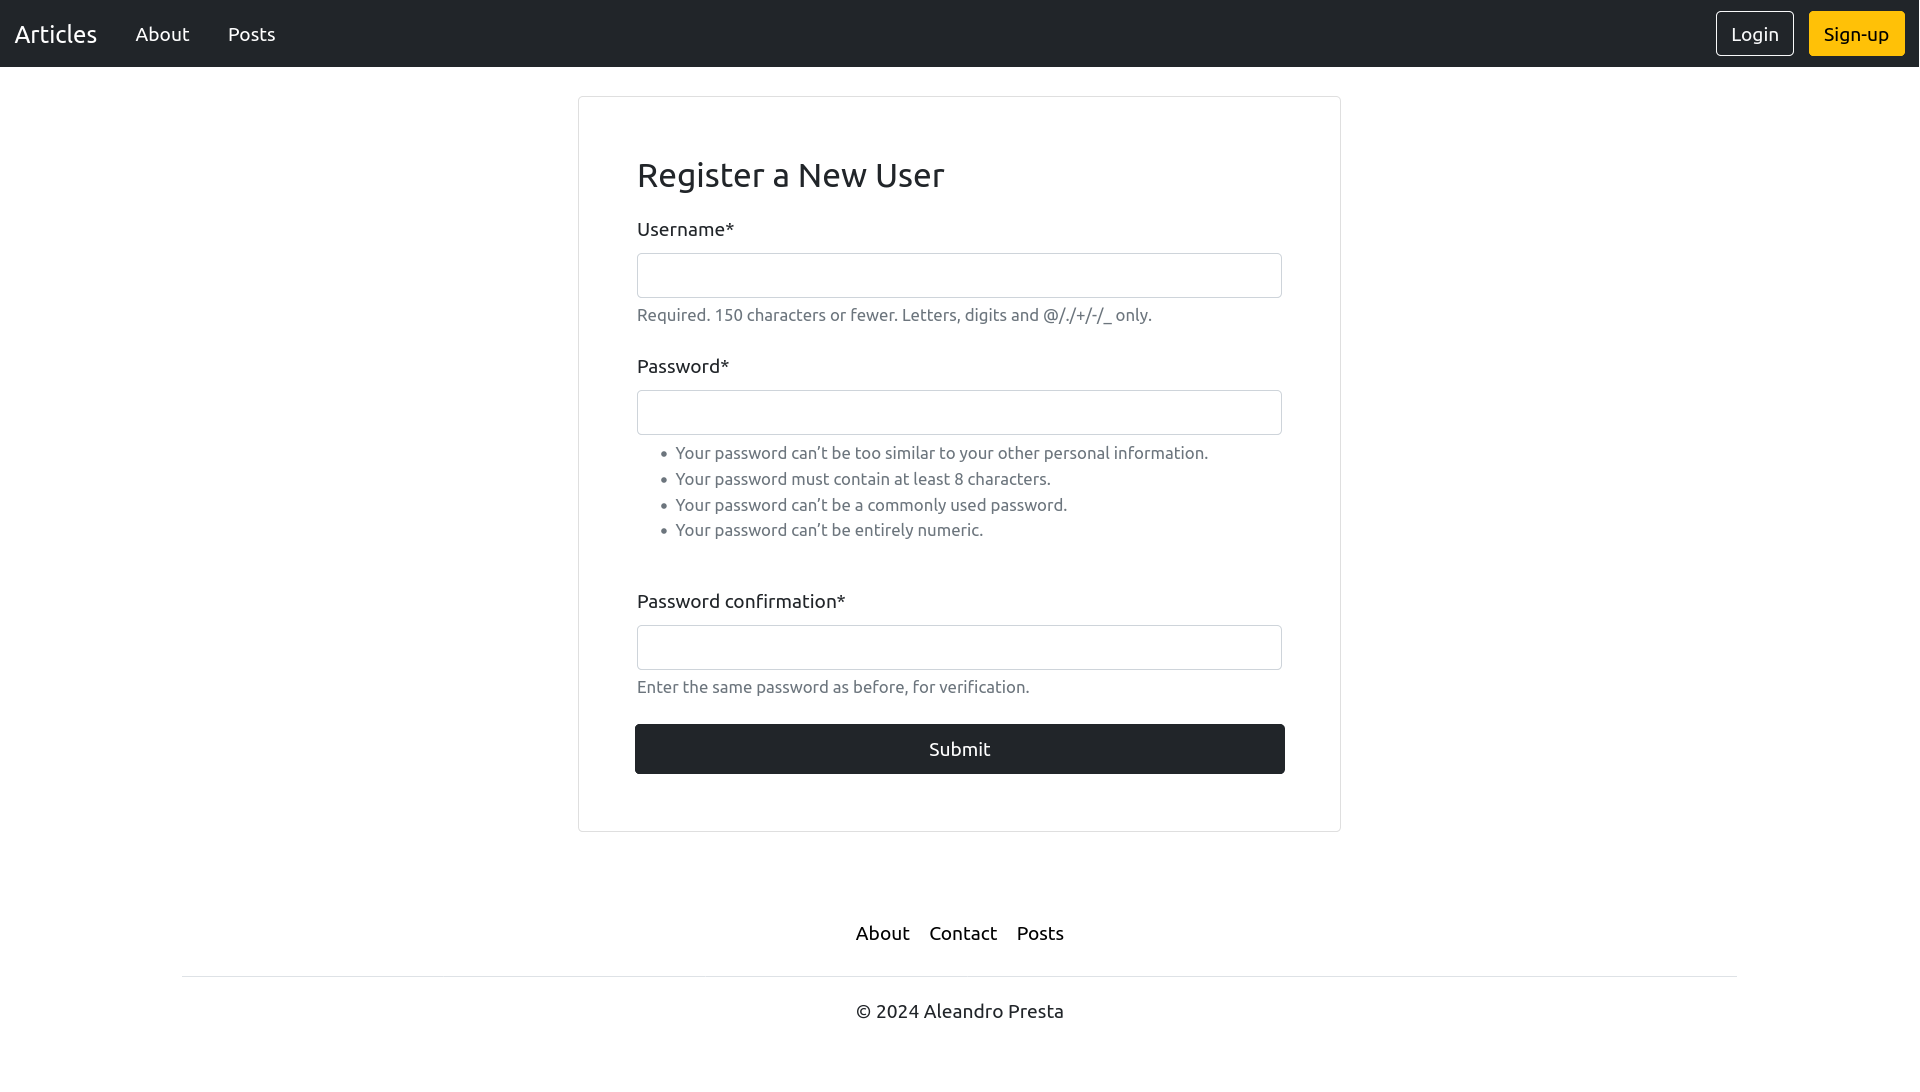 Articles About Posts Login Sign-up
Register a New User
Username*
Required. 150 characters or fewer. Letters, digits and @/./+/-/_ only.
Password*
• Your password can’t be too similar to your other personal information.
• Your password must contain at least 8 characters.
• Your password can’t be a commonly used password.
• Your password can’t be entirely numeric.
Password confirmation*
Enter the same password as before, for verification.
Submit
About Contact Posts
© 2024 Aleandro Presta